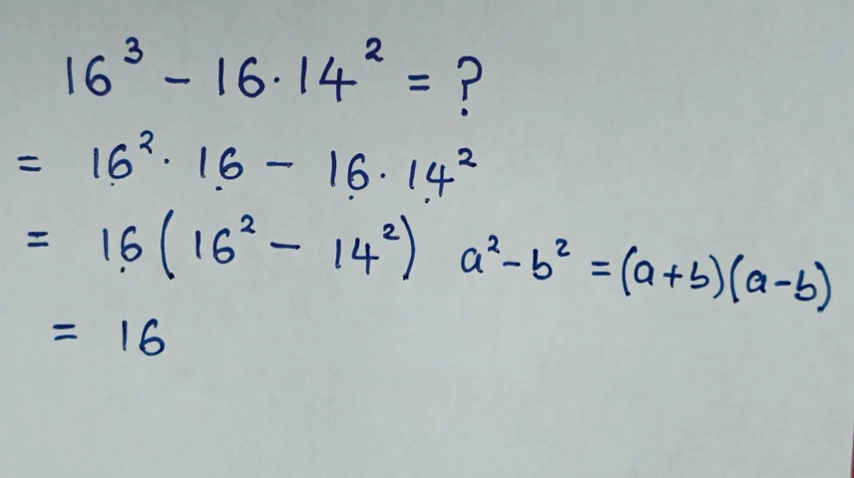 16³ - 16·14² = ?
= 16²·16 - 16·14²
= 16(16² - 14²) a² - b² = (a+b)(a-b)
= 16